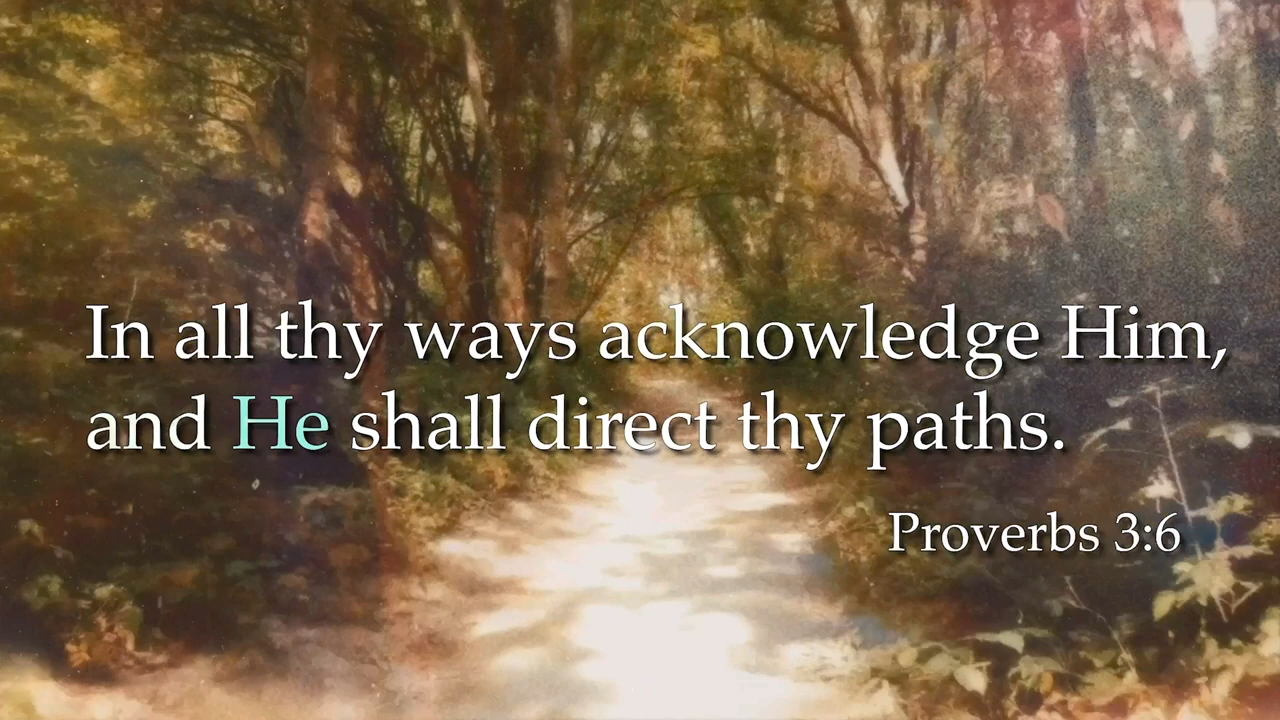 In all thy ways acknowledge Him,
and He shall direct thy paths.
Proverbs 3:6